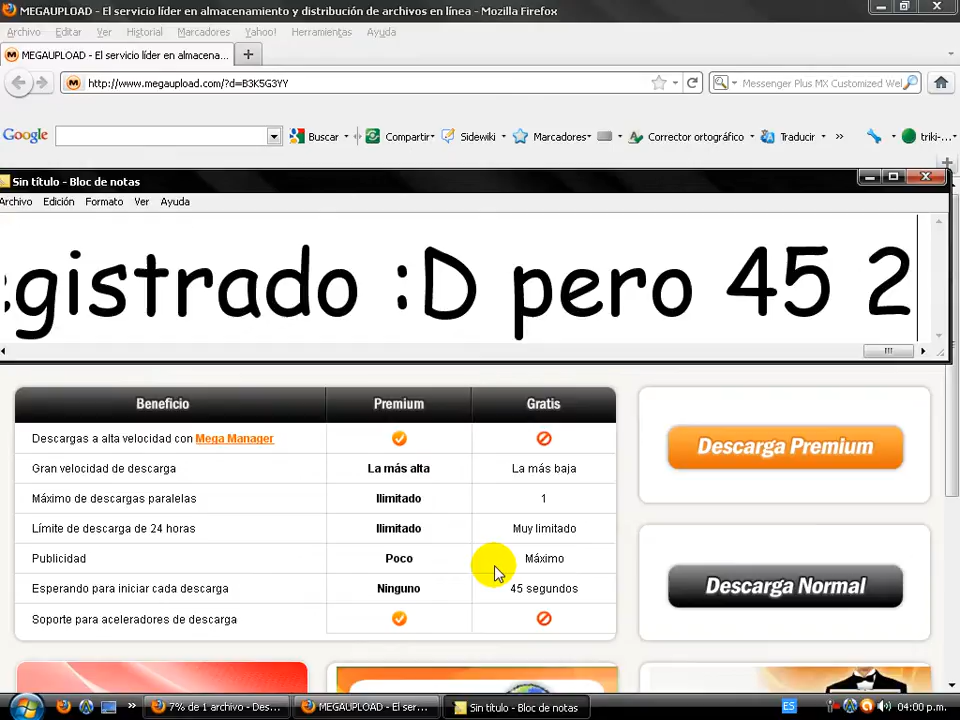 MEGAUPLOAD - El servicio líder en almacenamiento y distribución de archivos en línea - Mozilla Firefox
Archivo Editar Ver Historial Marcadores Yahoo! Herramientas Ayuda
MEGAUPLOAD - El servicio líder en almacena... +
http://www.megaupload.com/?d=B3K5G3YY Messenger Plus MX Customized Wel
Google Buscar Compartir Sidewiki Marcadores Corrector ortográfico Traducir » triki-...
Sin título - Bloc de notas
Archivo Edición Formato Ver Ayuda
egistrado :D pero 45 2
Beneficio Premium Gratis
Descargas a alta velocidad con Mega Manager
Gran velocidad de descarga La más alta La más baja
Máximo de descargas paralelas Ilimitado 1
Límite de descarga de 24 horas Ilimitado Muy limitado
Publicidad Poco Máximo
Esperando para iniciar cada descarga Ninguno 45 segundos
Soporte para aceleradores de descarga
Descarga Premium
Descarga Normal
7% de 1 archivo - Des... MEGAUPLOAD - El ser... Sin título - Bloc de notas ES 04:00 p.m.